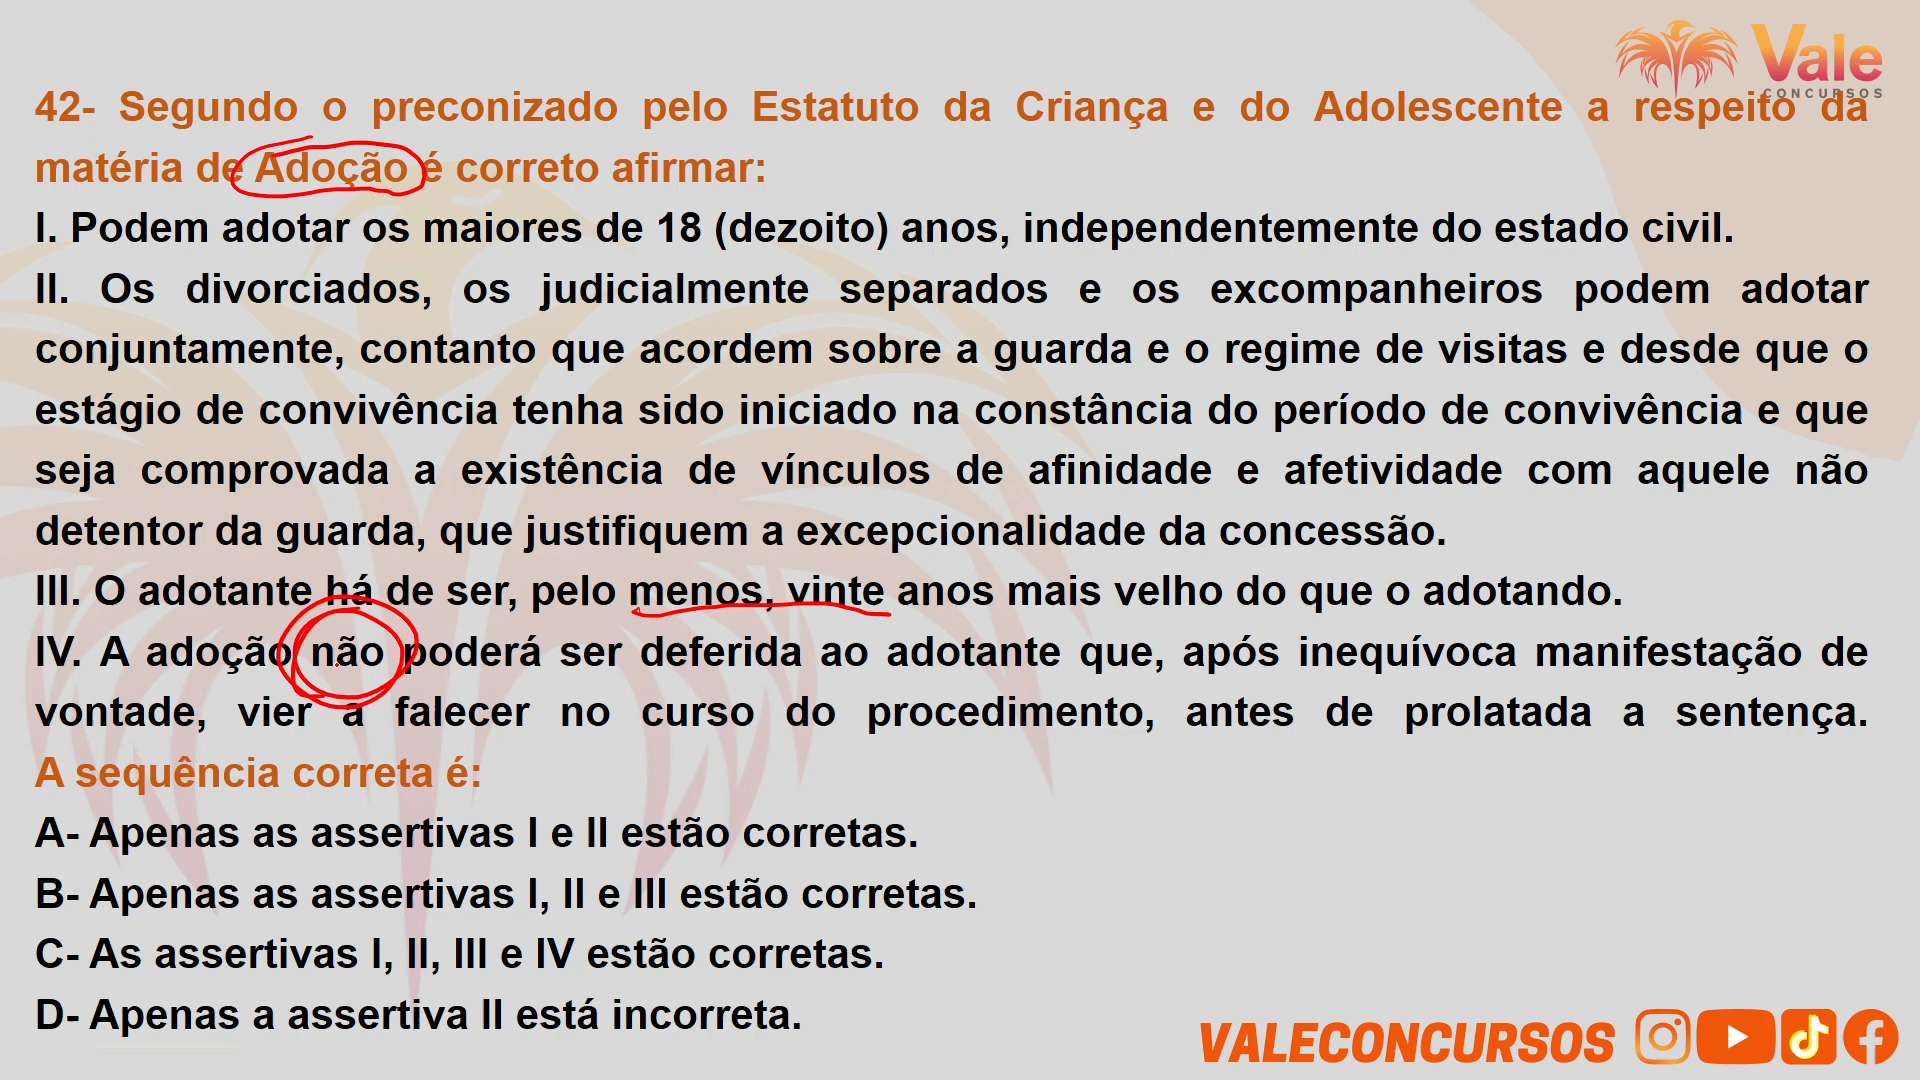 Vale
CONCURSOS
42- Segundo o preconizado pelo Estatuto da Criança e do Adolescente a respeito da
matéria de Adoção é correto afirmar:
I. Podem adotar os maiores de 18 (dezoito) anos, independentemente do estado civil.
II. Os divorciados, os judicialmente separados e os excompanheiros podem adotar
conjuntamente, contanto que acordem sobre a guarda e o regime de visitas e desde que o
estágio de convivência tenha sido iniciado na constância do período de convivência e que
seja comprovada a existência de vínculos de afinidade e afetividade com aquele não
detentor da guarda, que justifiquem a excepcionalidade da concessão.
III. O adotante há de ser, pelo menos, vinte anos mais velho do que o adotando.
IV. A adoção não poderá ser deferida ao adotante que, após inequívoca manifestação de
vontade, vier a falecer no curso do procedimento, antes de prolatada a sentença.
A sequência correta é:
A- Apenas as assertivas I e II estão corretas.
B- Apenas as assertivas I, II e III estão corretas.
C- As assertivas I, II, III e IV estão corretas.
D- Apenas a assertiva II está incorreta.
VALECONCURSOS